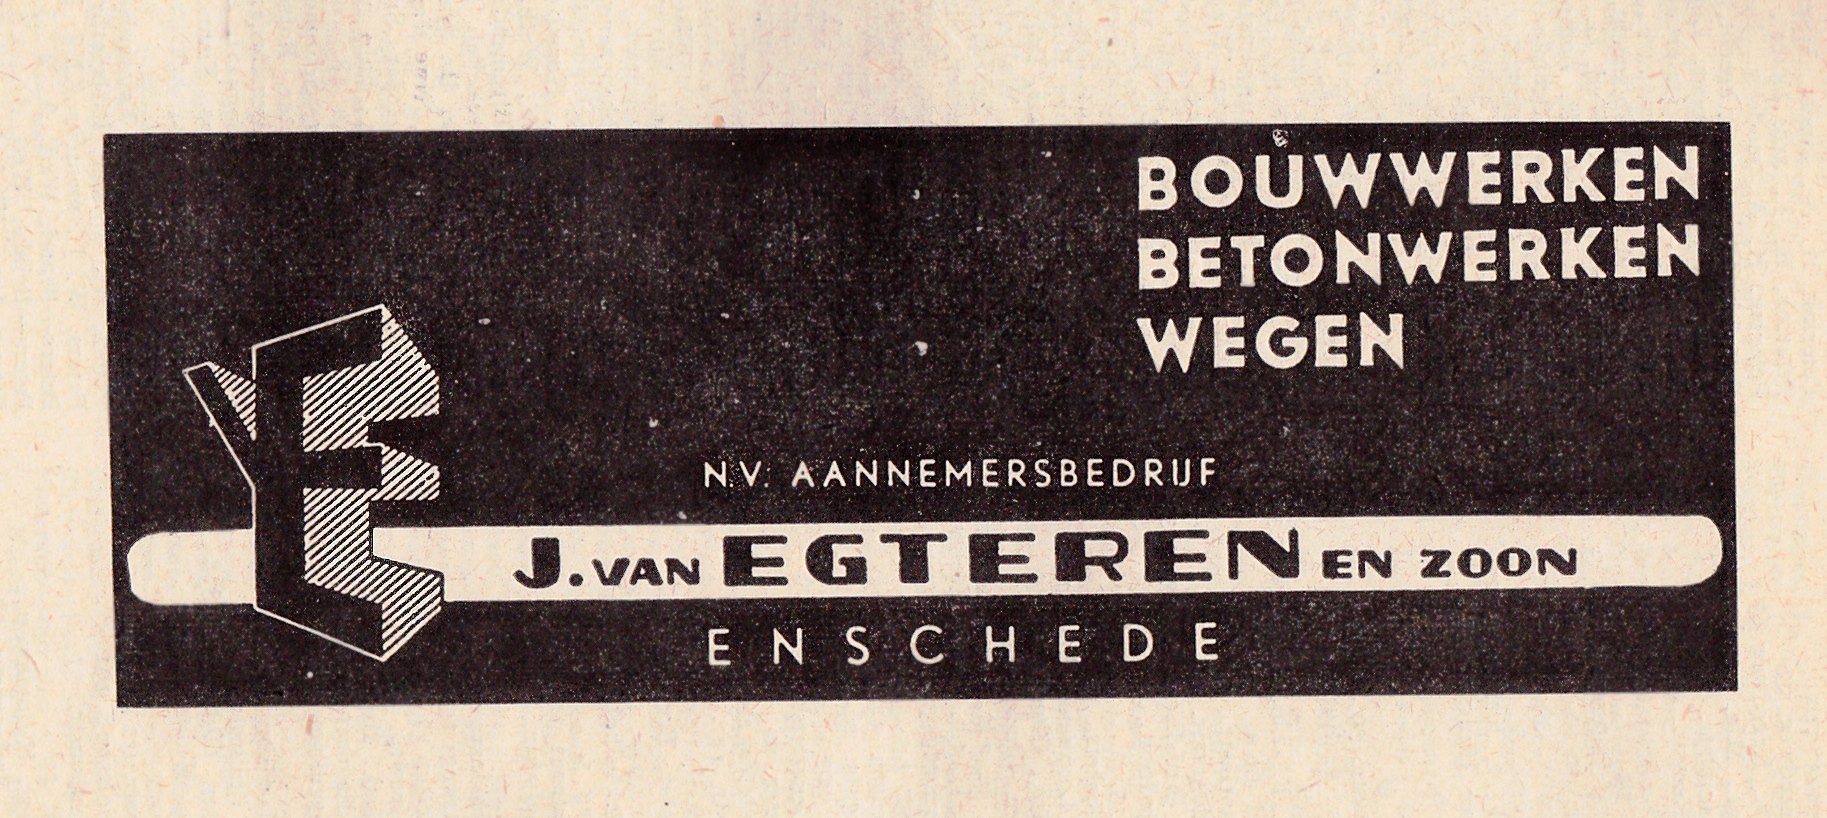 BOUWWERKEN
BETONWERKEN
WEGEN
N.V. AANNEMERSBEDRIJF
J. VAN EGTEREN EN ZOON
ENSCHEDE